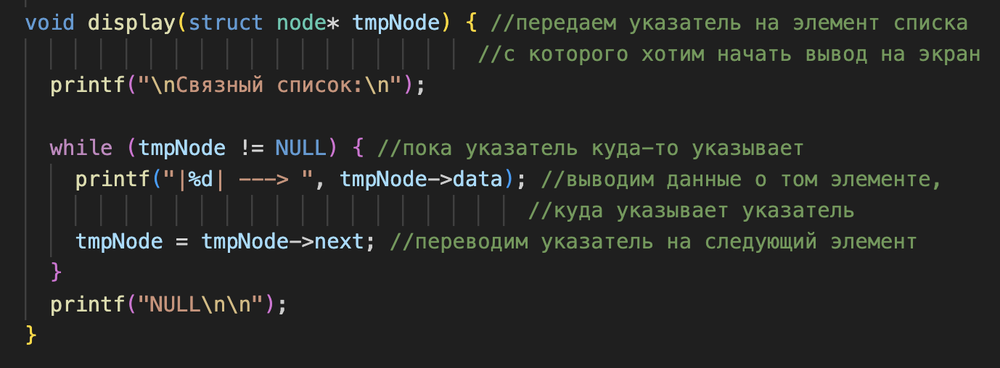 void display(struct node* tmpNode) { //передаем указатель на элемент списка
//с которого хотим начать вывод на экран
printf("\nСвязный список:\n");
while (tmpNode != NULL) { //пока указатель куда-то указывает
printf("|%d| ---> ", tmpNode->data); //выводим данные о том элементе,
//куда указывает указатель
tmpNode = tmpNode->next; //переводим указатель на следующий элемент
}
printf("NULL\n\n");
}